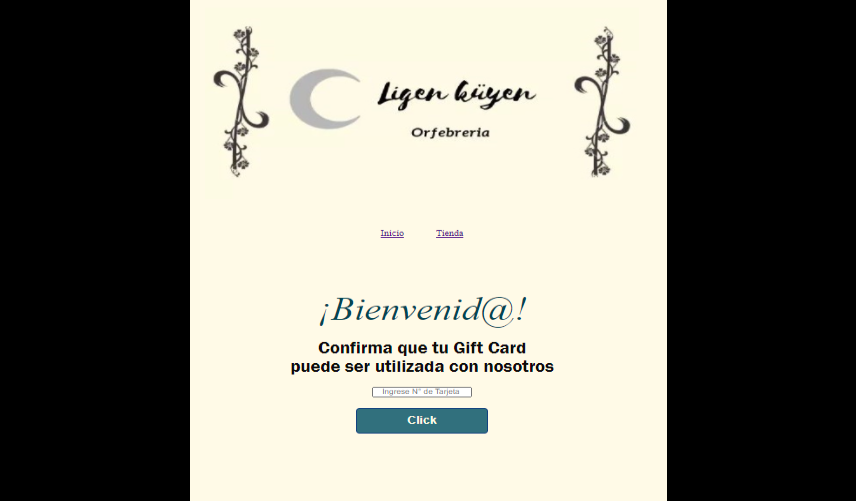 Ligen küyen
Orfebreria
Inicio Tienda
¡Bienvenid@!
Confirma que tu Gift Card
puede ser utilizada con nosotros
Ingrese N° de Tarjeta
Click